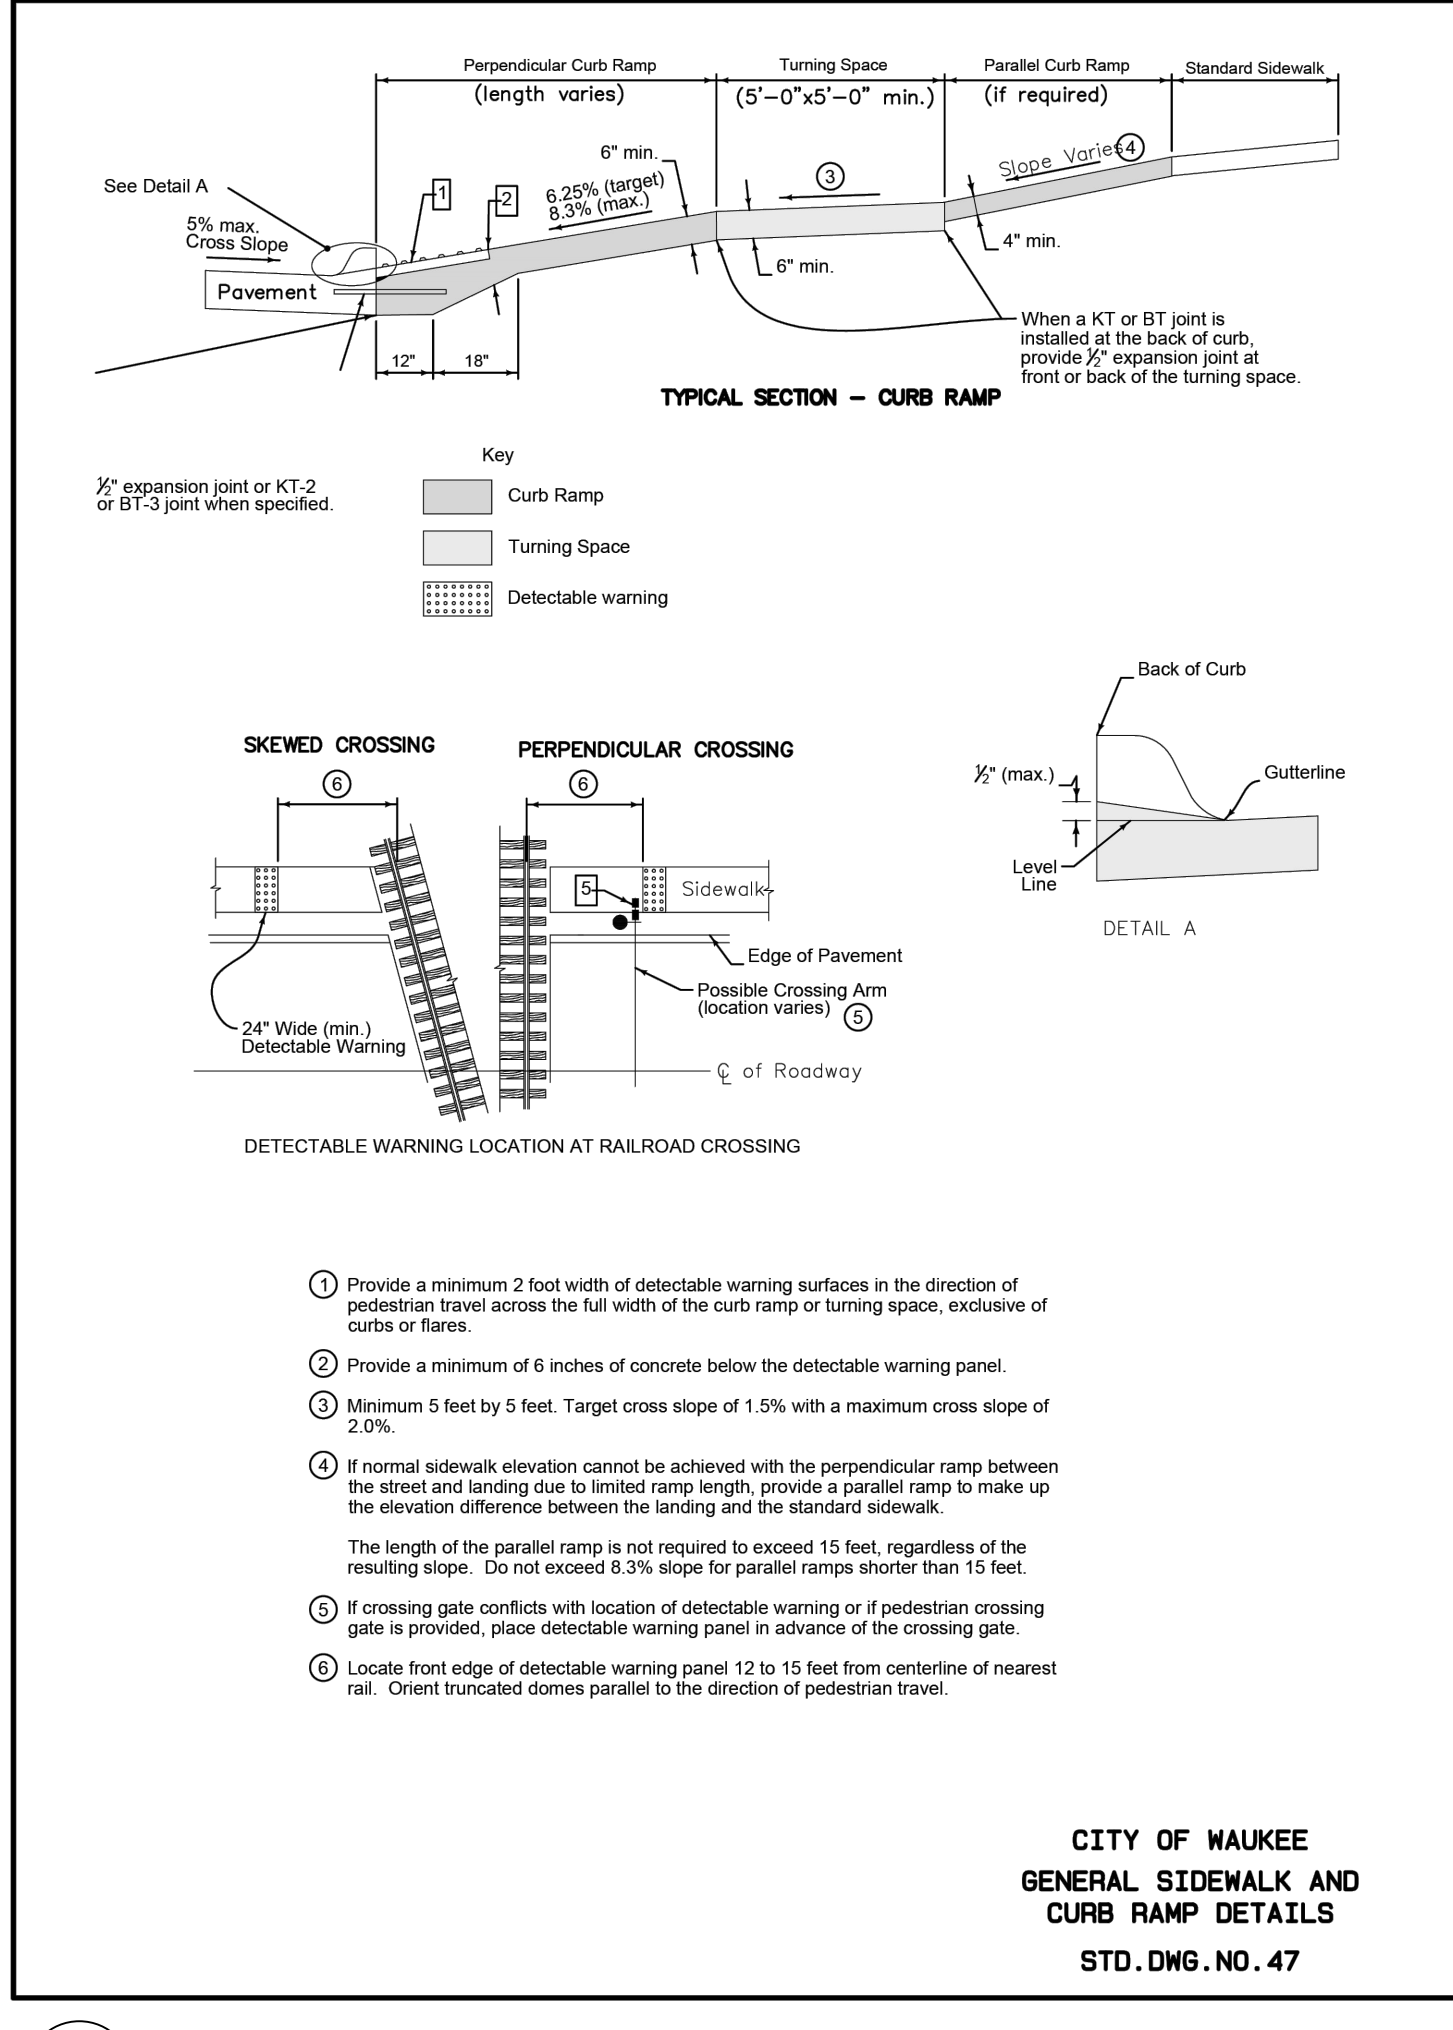 Perpendicular Curb Ramp
(length varies)
Turning Space
(5'-0"x5'-0" min.)
Parallel Curb Ramp
(if required)
Standard Sidewalk
See Detail A
5% max.
Cross Slope
Pavement
1
2
6.25% (target)
8.3% (max.)
6" min.
3
6" min.
Slope Varies 4
4" min.
12"
18"
When a KT or BT joint is
installed at the back of curb,
provide ½" expansion joint at
front or back of the turning space.
TYPICAL SECTION – CURB RAMP
½" expansion joint or KT-2
or BT-3 joint when specified.
Key
Curb Ramp
Turning Space
Detectable warning
Back of Curb
½" (max.)
Gutterline
Level
Line
DETAIL A
SKEWED CROSSING
6
PERPENDICULAR CROSSING
6
5
Sidewalk
Edge of Pavement
Possible Crossing Arm
(location varies) 5
24" Wide (min.)
Detectable Warning
℄ of Roadway
DETECTABLE WARNING LOCATION AT RAILROAD CROSSING
1 Provide a minimum 2 foot width of detectable warning surfaces in the direction of
pedestrian travel across the full width of the curb ramp or turning space, exclusive of
curbs or flares.
2 Provide a minimum of 6 inches of concrete below the detectable warning panel.
3 Minimum 5 feet by 5 feet. Target cross slope of 1.5% with a maximum cross slope of
2.0%.
4 If normal sidewalk elevation cannot be achieved with the perpendicular ramp between
the street and landing due to limited ramp length, provide a parallel ramp to make up
the elevation difference between the landing and the standard sidewalk.
The length of the parallel ramp is not required to exceed 15 feet, regardless of the
resulting slope. Do not exceed 8.3% slope for parallel ramps shorter than 15 feet.
5 If crossing gate conflicts with location of detectable warning or if pedestrian crossing
gate is provided, place detectable warning panel in advance of the crossing gate.
6 Locate front edge of detectable warning panel 12 to 15 feet from centerline of nearest
rail. Orient truncated domes parallel to the direction of pedestrian travel.
CITY OF WAUKEE
GENERAL SIDEWALK AND
CURB RAMP DETAILS
STD.DWG.NO.47